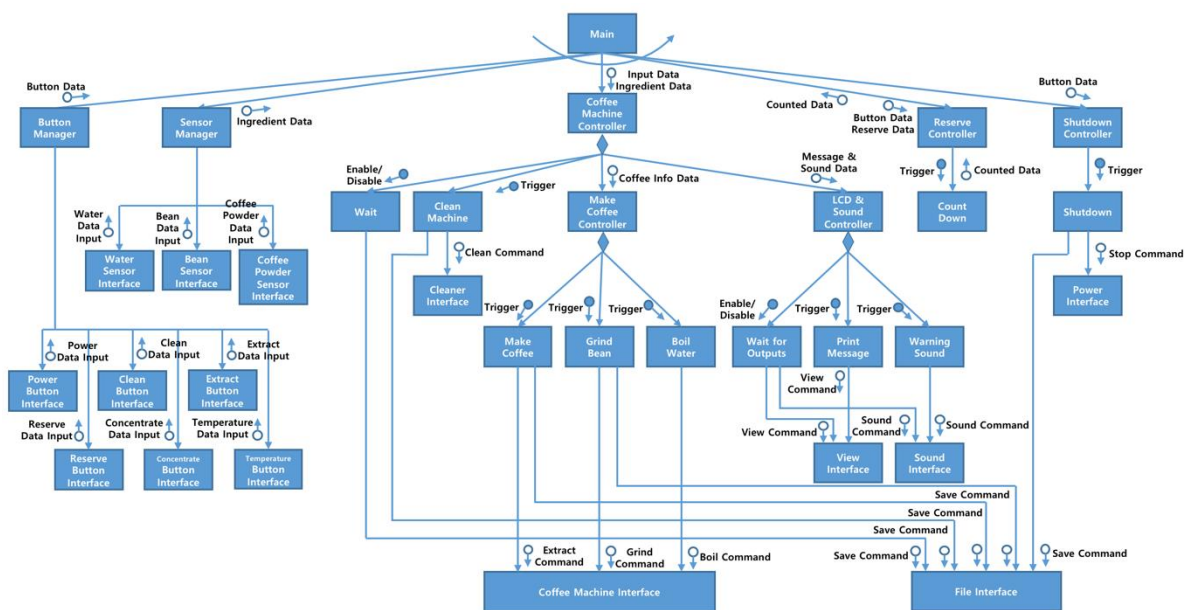 Main
Button Data
Input Data
Ingredient Data
Button Data
Button
Manager
Sensor
Manager
Ingredient Data
Coffee
Machine
Controller
Counted Data
Button Data
Reserve Data
Reserve
Controller
Shutdown
Controller
Enable/
Disable
Trigger
Coffee Info Data
Message &
Sound Data
Trigger
Counted Data
Trigger
Wait
Clean
Machine
Make
Coffee
Controller
LCD &
Sound
Controller
Count
Down
Shutdown
Water
Data
Input
Bean
Data
Input
Coffee
Powder
Data
Input
Water
Sensor
Interface
Bean
Sensor
Interface
Coffee
Powder
Sensor
Interface
Clean Command
Stop Command
Cleaner
Interface
Power
Interface
Trigger
Trigger
Trigger
Enable/
Disable
Trigger
Trigger
Make
Coffee
Grind
Bean
Boil
Water
Wait for
Outputs
Print
Message
Warning
Sound
Power
Data Input
Clean
Data Input
Extract
Data Input
Power
Button
Interface
Clean
Button
Interface
Extract
Button
Interface
View
Command
Reserve
Data Input
Concentrate
Data Input
Temperature
Data Input
View Command
Sound
Command
Sound Command
Reserve
Button
Interface
Concentrate
Button
Interface
Temperature
Button
Interface
View
Interface
Sound
Interface
Save Command
Save Command
Save Command
Extract
Command
Grind
Command
Boil Command
Save Command
Save Command
Coffee Machine Interface
File Interface